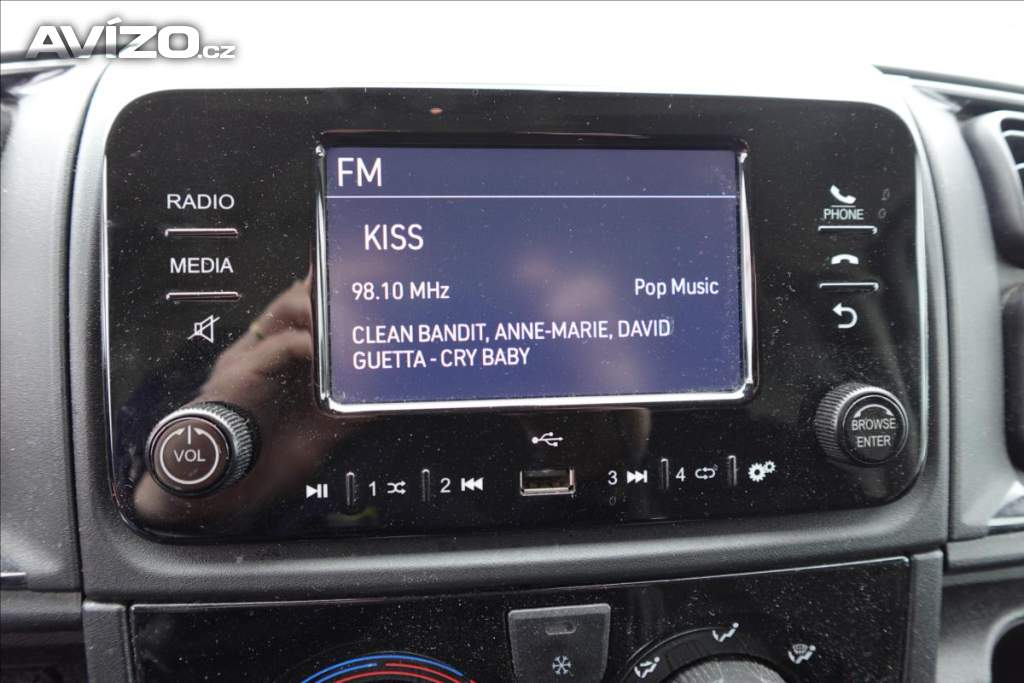 AVÍZO.cz
FM
RADIO
KISS
MEDIA
98.10 MHz
Pop Music
CLEAN BANDIT, ANNE-MARIE, DAVID
GUETTA - CRY BABY
PHONE
VOL
BROWSE
ENTER
1
2
3
4